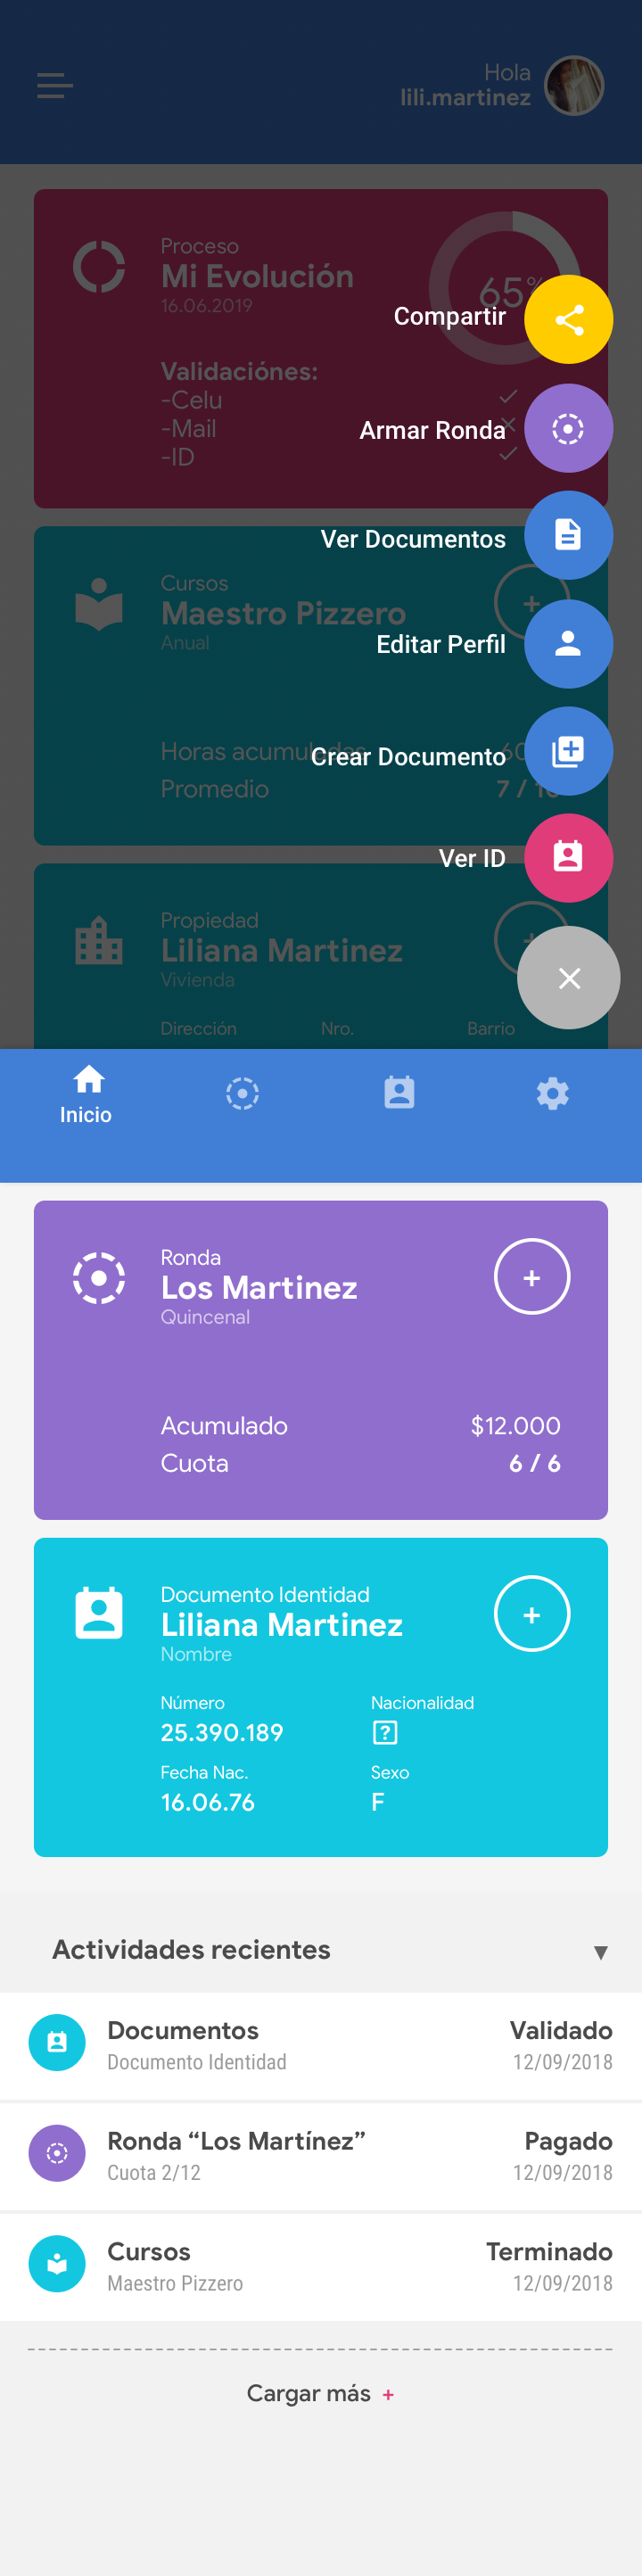 Hola
lili.martinez
Proceso
Mi Evolución
16.06.2019
65%
Compartir
Validaciónes:
-Celu
-Mail
-ID
Armar Ronda
Ver Documentos
Cursos
Maestro Pizzero
Anual
+
Editar Perfil
Horas acumuladas
60
Crear Documento
Promedio
7 / 10
Ver ID
Propiedad
Liliana Martinez
Vivienda
+
Dirección Nro. Barrio
Inicio
Ronda
Los Martinez
Quincenal
+
Acumulado $12.000
Cuota 6 / 6
Documento Identidad
Liliana Martinez
Nombre
+
Número Nacionalidad
25.390.189 ?
Fecha Nac. Sexo
16.06.76 F
Actividades recientes
Documentos Validado
Documento Identidad 12/09/2018
Ronda “Los Martínez” Pagado
Cuota 2/12 12/09/2018
Cursos Terminado
Maestro Pizzero 12/09/2018
Cargar más +